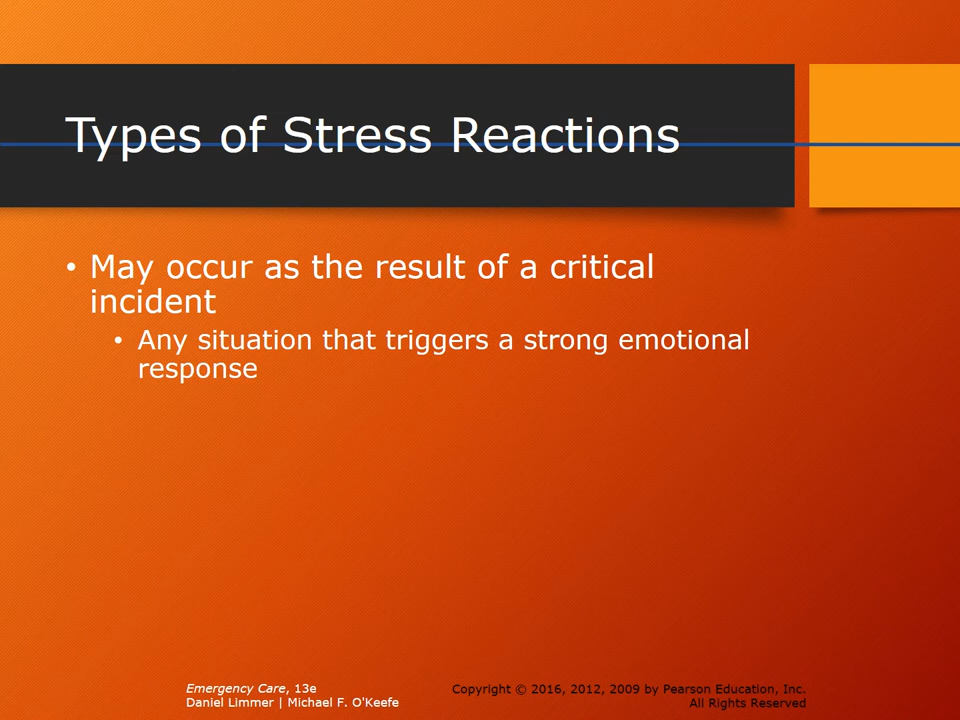 Types of Stress Reactions
• May occur as the result of a critical
incident
• Any situation that triggers a strong emotional
response
Emergency Care, 13e
Daniel Limmer | Michael F. O'Keefe
Copyright © 2016, 2012, 2009 by Pearson Education, Inc.
All Rights Reserved